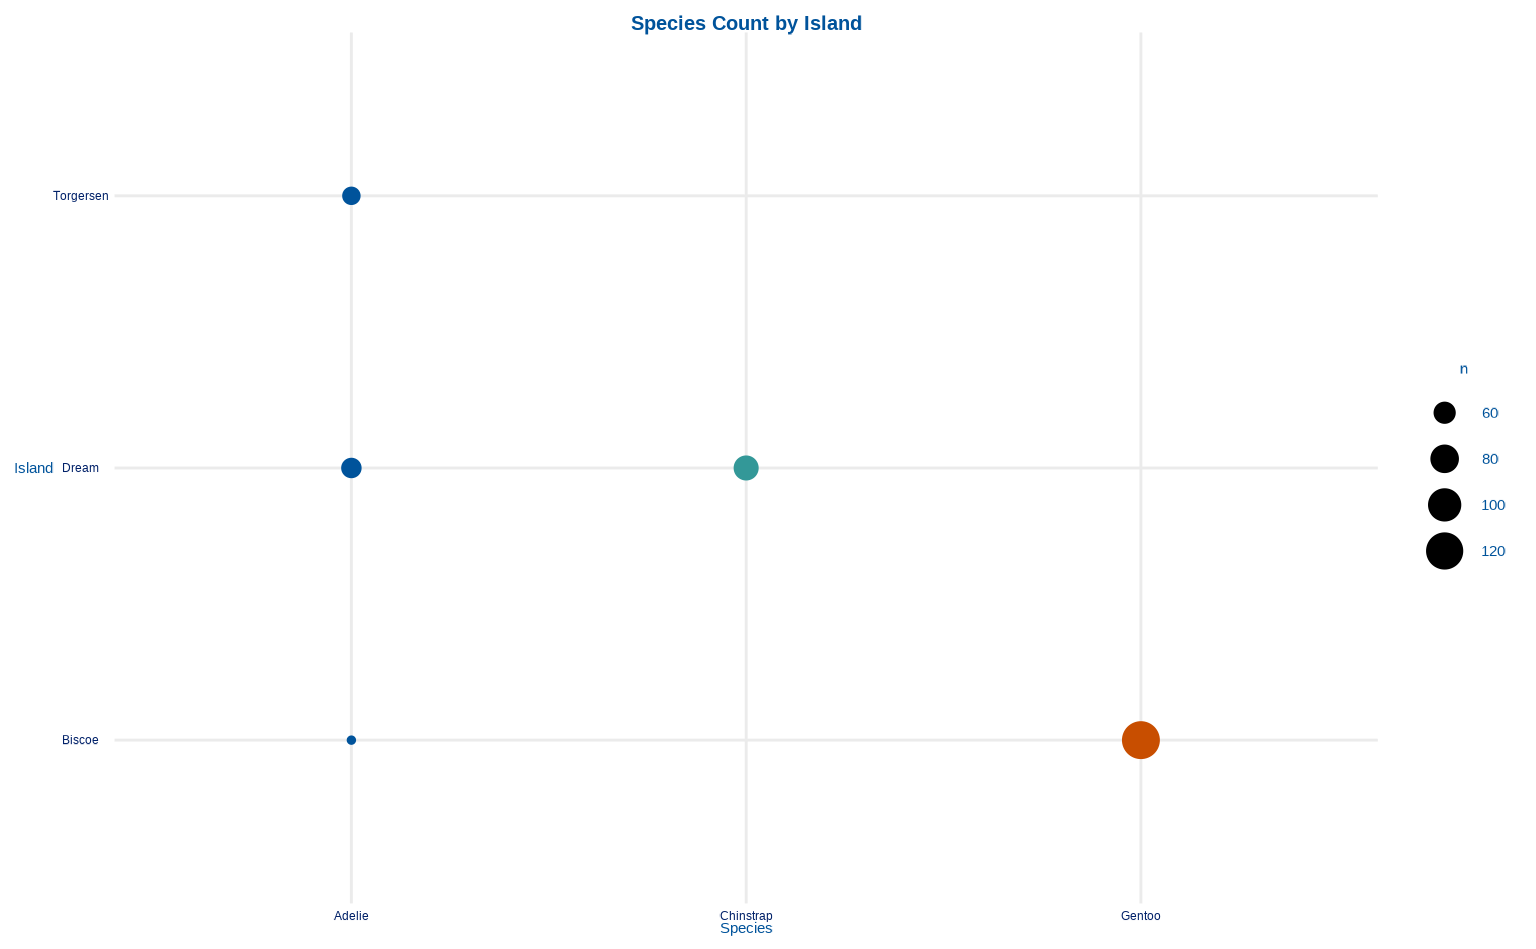 Species Count by Island
Torgersen
n
60
80
Island Dream
100
120
Biscoe
Adelie Chinstrap Gentoo
Species